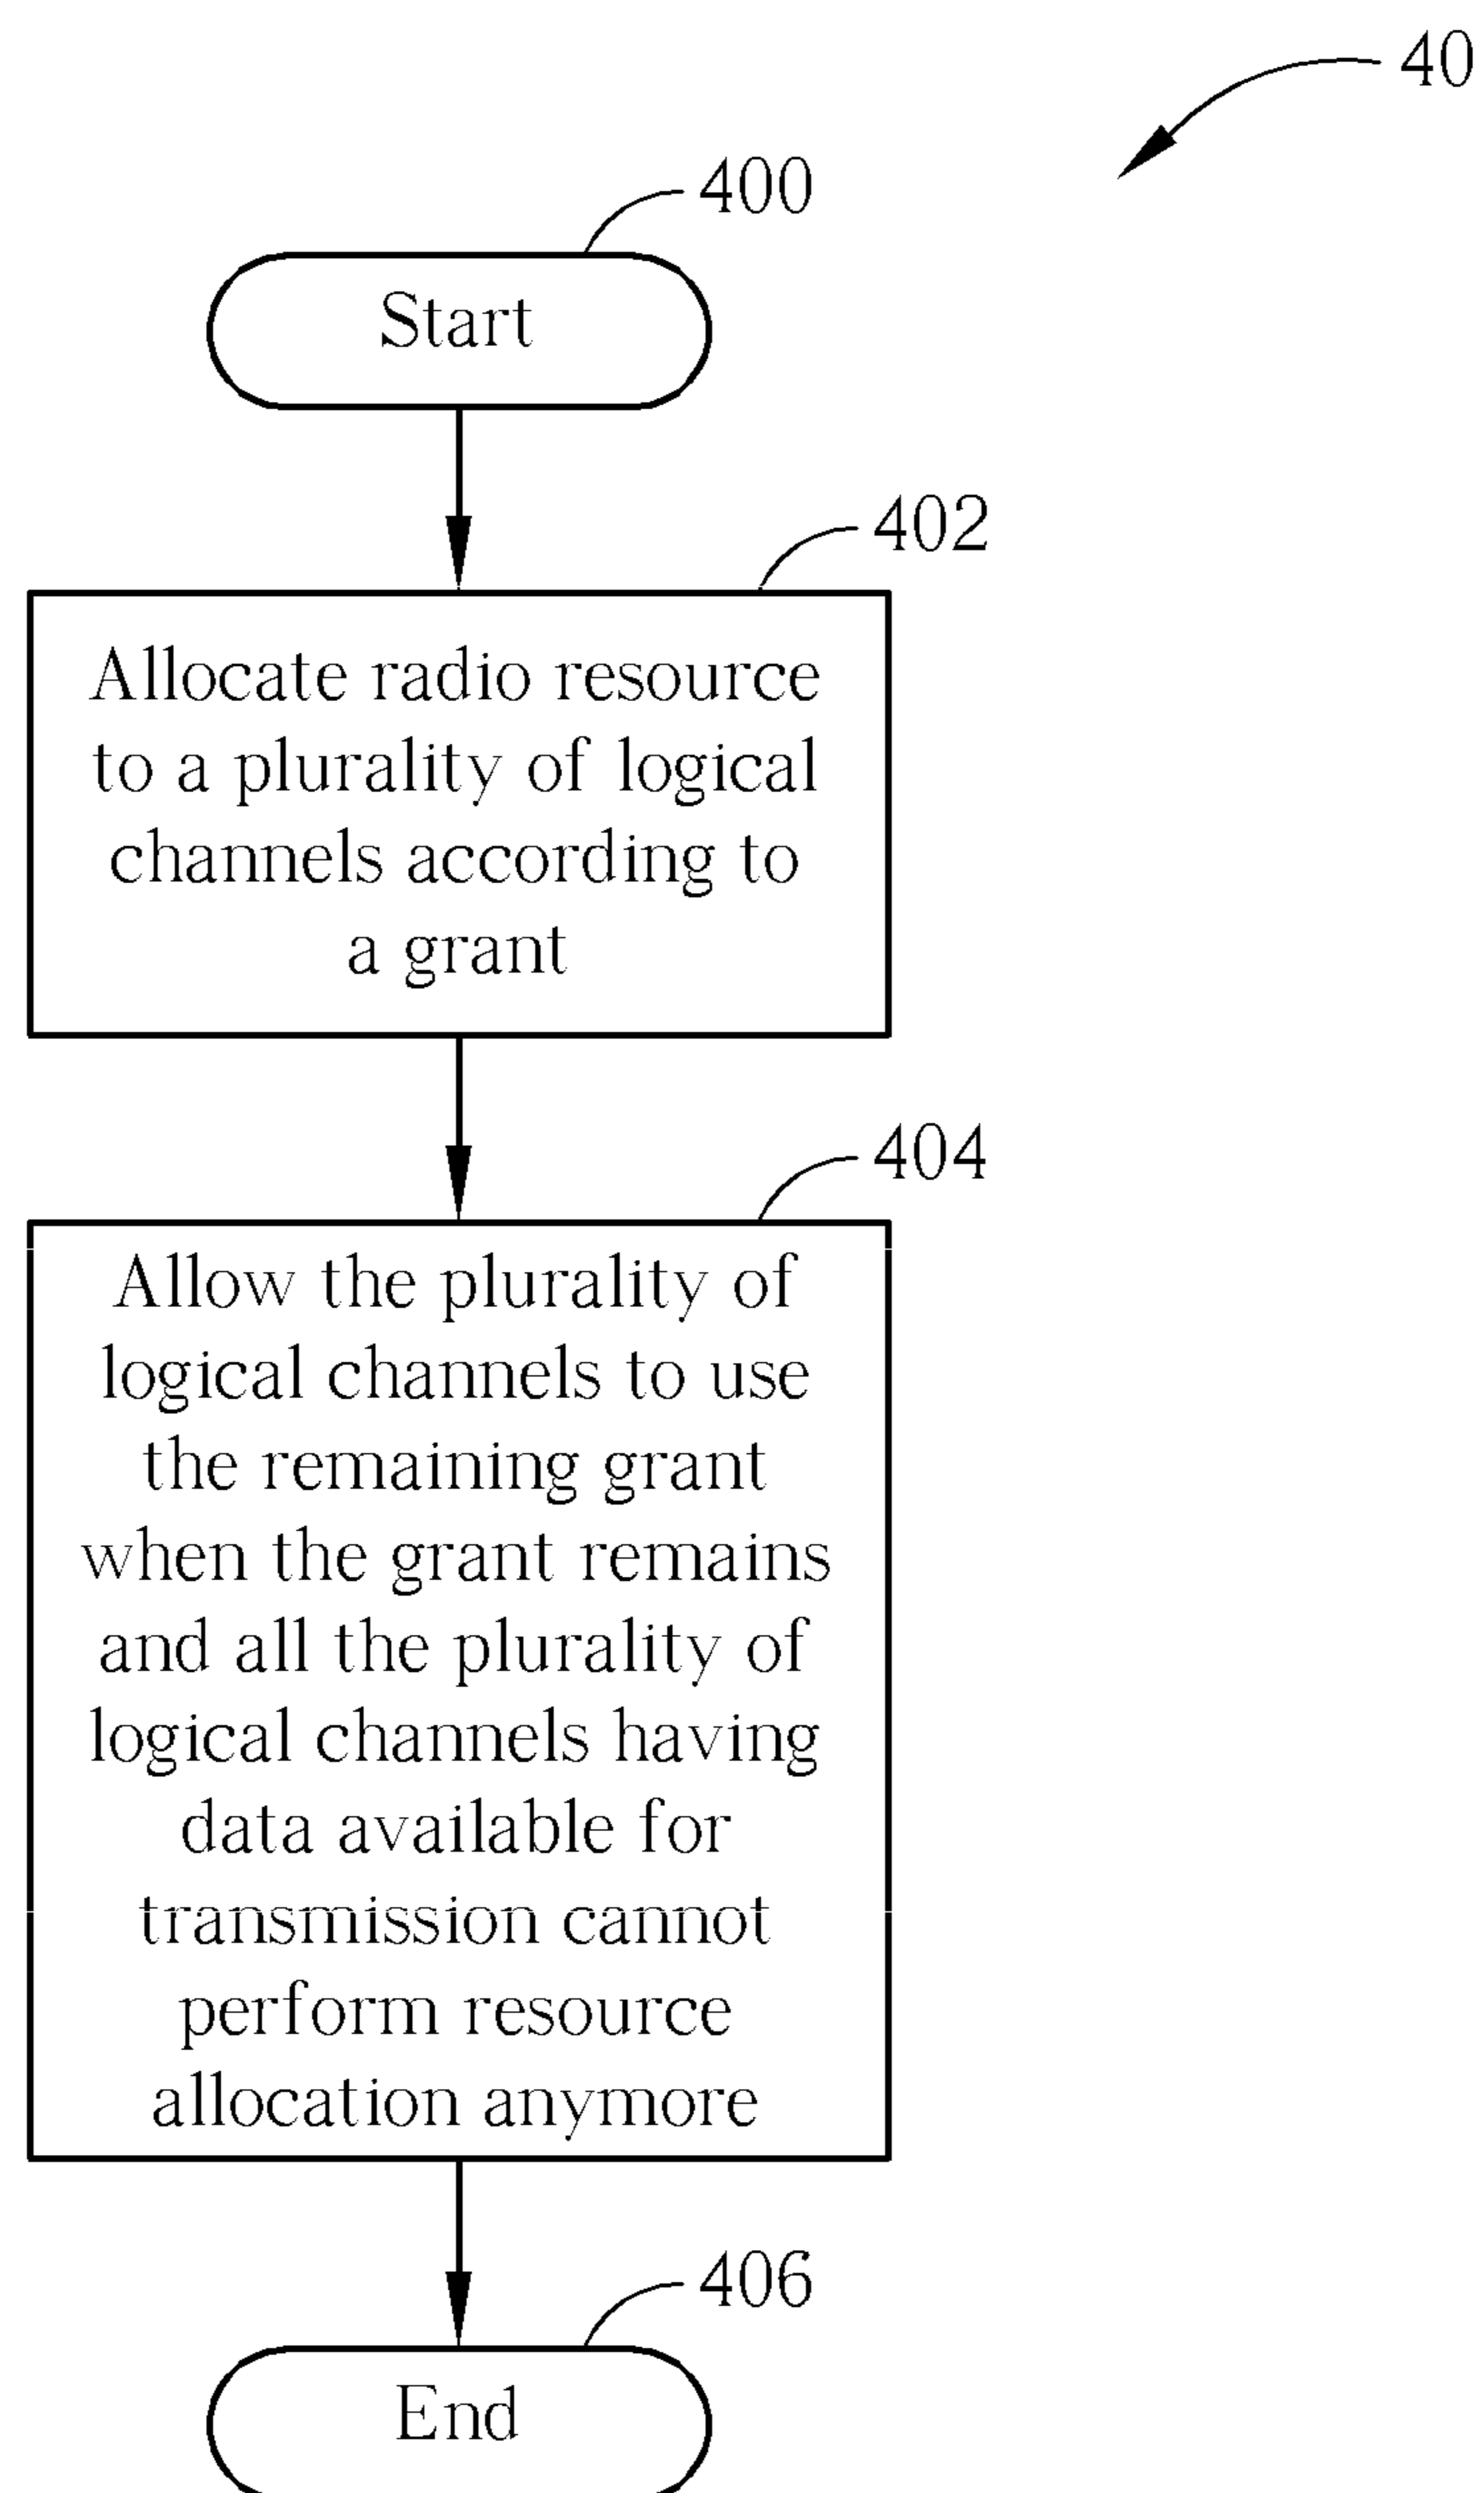 40
400
Start
402
Allocate radio resource
to a plurality of logical
channels according to
a grant
404
Allow the plurality of
logical channels to use
the remaining grant
when the grant remains
and all the plurality of
logical channels having
data available for
transmission cannot
perform resource
allocation anymore
406
End